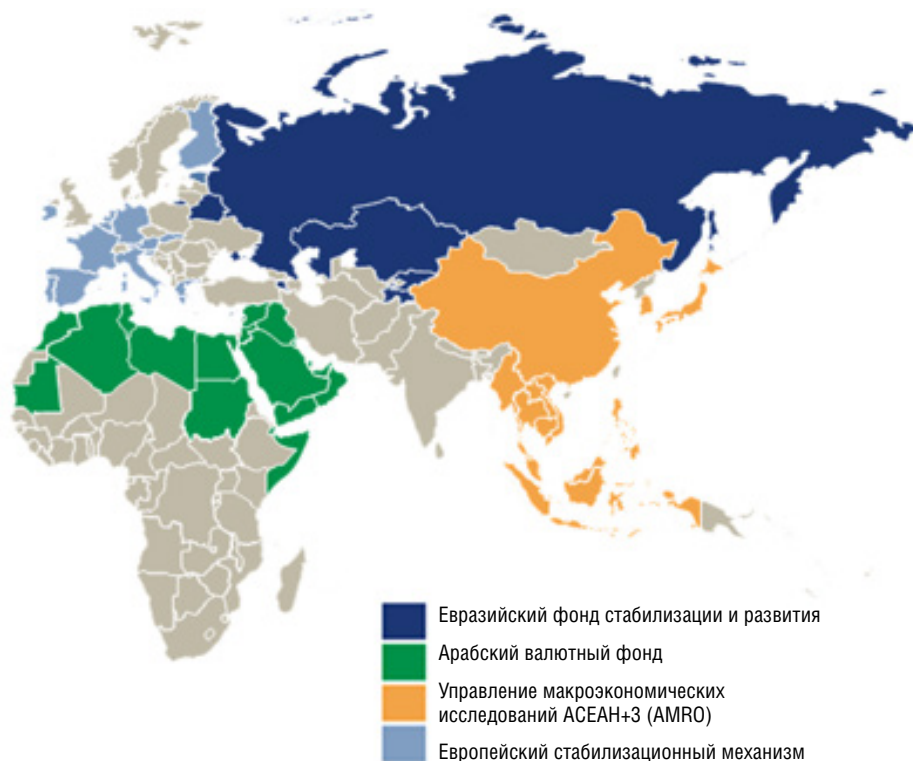 Евразийский фонд стабилизации и развития
Арабский валютный фонд
Управление макроэкономических
исследований АСЕАН+3 (AMRO)
Европейский стабилизационный механизм